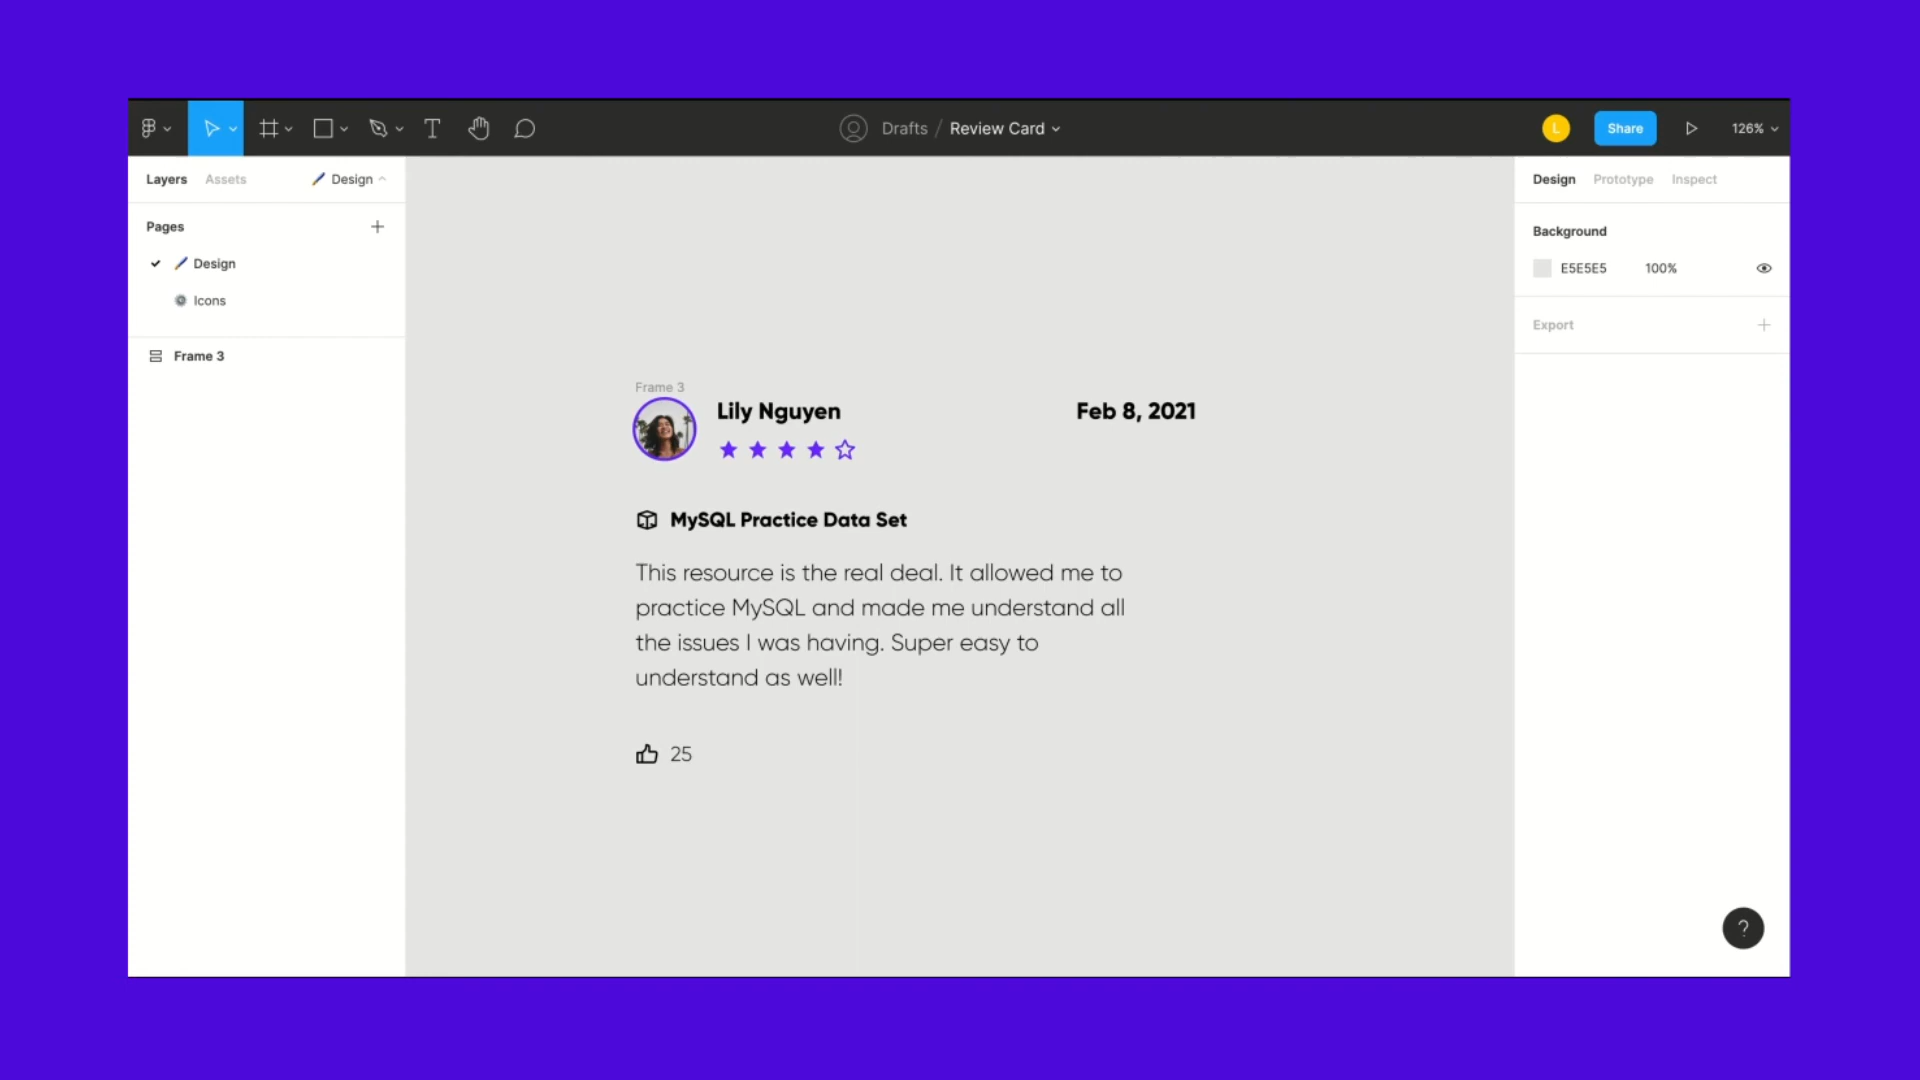 Drafts / Review Card
L
Share
126%
Layers
Assets
Design
Pages
Design
Icons
Frame 3
Frame 3
Lily Nguyen
Feb 8, 2021
MySQL Practice Data Set
This resource is the real deal. It allowed me to
practice MySQL and made me understand all
the issues I was having. Super easy to
understand as well!
25
Design
Prototype
Inspect
Background
E5E5E5
100%
Export
?